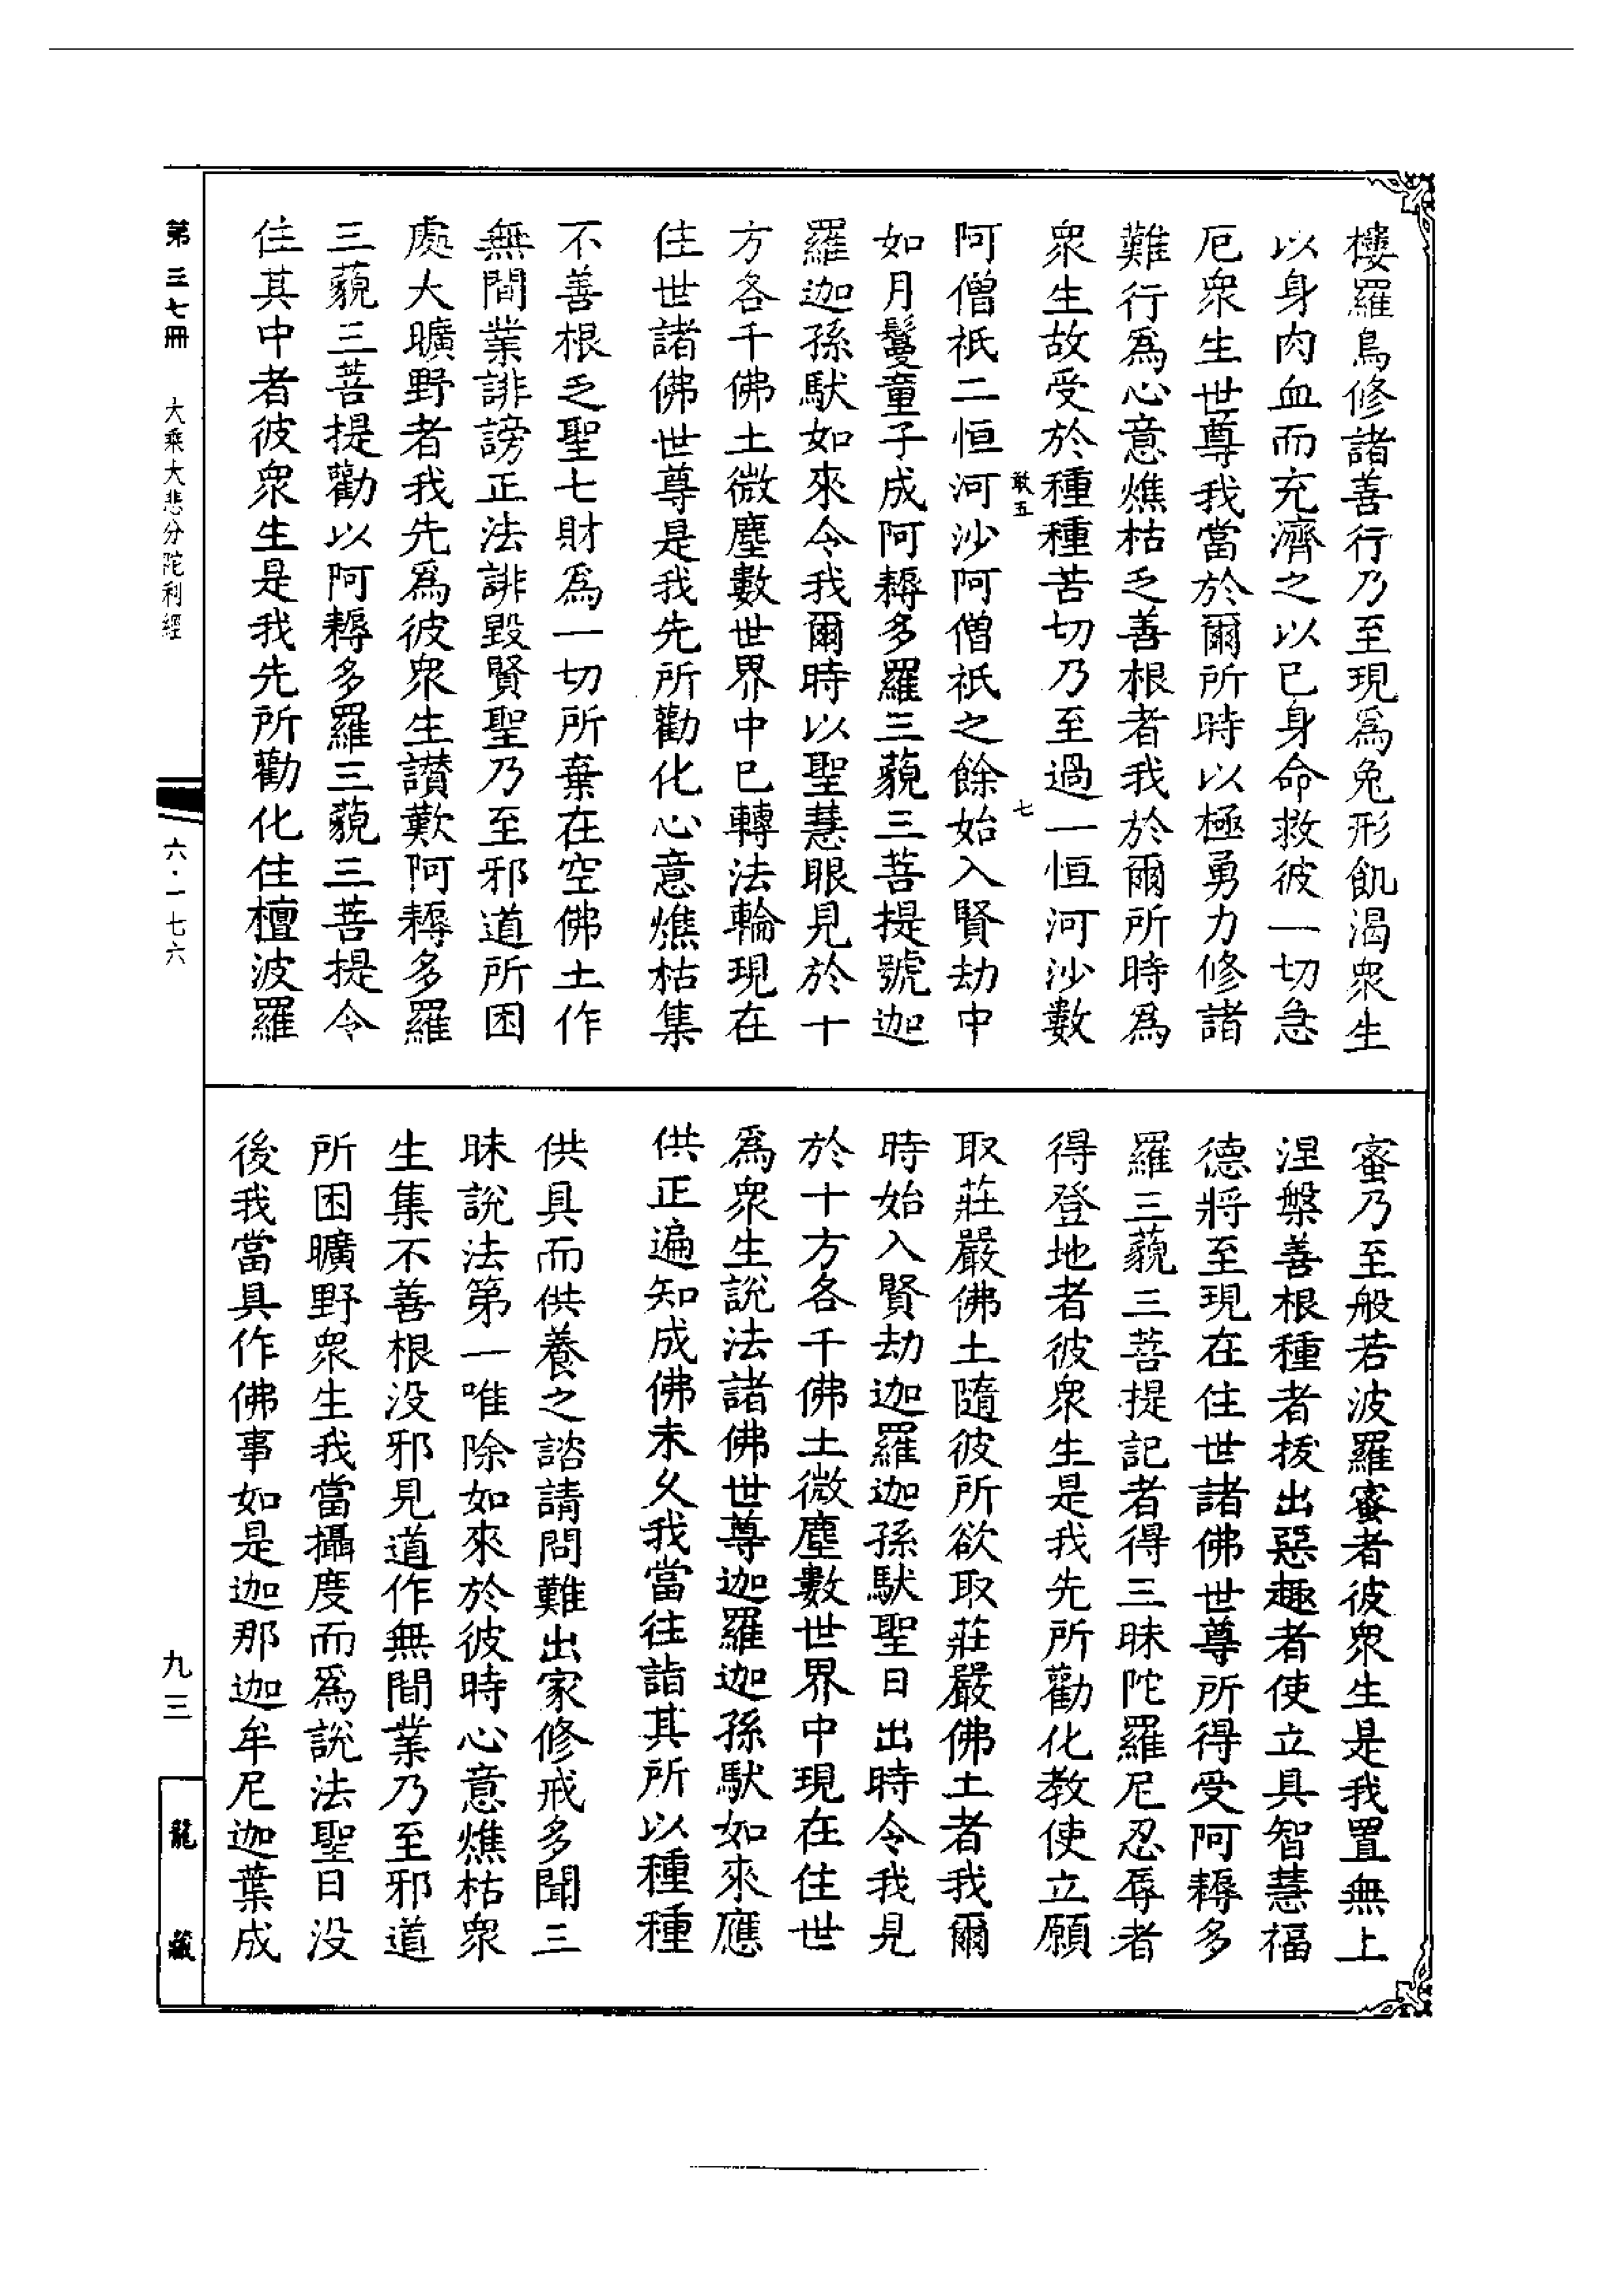 樓羅鳥修諸善行乃至現爲兔形飢渴衆生
以身肉血而充濟之以已身命救彼一切急
厄衆生世尊我當於爾所時以極勇力修諸
難行爲心意燋枯乏善根者我於爾所時爲
衆生故受於種種苦切乃至過一恒河沙數
敢五 七
阿僧祇二恒河沙阿僧祇之餘始入賢劫中
如月鬘童子成阿耨多羅三藐三菩提號迦
羅迦孫馱如來令我爾時以聖慧眼見於十
方各千佛土微塵數世界中已轉法輪現在
住世諸佛世尊是我先所勸化心意燋枯集
不善根乏聖七財爲一切所棄在空佛土作
無間業誹謗正法誹毀賢聖乃至邪道所困
處大曠野者我先爲彼衆生讃歎阿耨多羅
三藐三菩提勸以阿耨多羅三藐三菩提令
住其中者彼衆生是我先所勸化住檀波羅
蜜乃至般若波羅蜜者彼衆生是我置無上
涅槃善根種者拔出惡趣者使立具智慧福
德將至現在住世諸佛世尊所得受阿耨多
羅三藐三菩提記者得三昧陀羅尼忍辱者
得登地者彼衆生是我先所勸化教使立願
取莊嚴佛土隨彼所欲取莊嚴佛土者我爾
時始入賢劫迦羅迦孫馱聖日出時令我見
於十方各千佛土微塵數世界中現在住世
爲衆生說法諸佛世尊迦羅迦孫馱如來應
供正遍知成佛未久我當往詣其所以種種
供具而供養之諮請問難出家修戒多聞三
昧說法第一唯除如來於彼時心意燋枯衆
生集不善根没邪見道作無間業乃至邪道
所困曠野衆生我當攝度而爲說法聖日没
後我當具作佛事如是迦那迦牟尼迦葉成
第三七冊 大乘大悲分陀利經 六·一七六 九三 龍藏